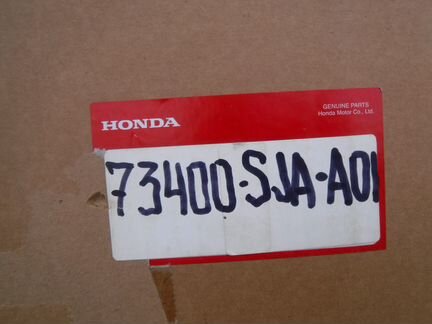 GENUINE PARTS
Honda Motor Co., Ltd.
HONDA
73400-SJA-A01